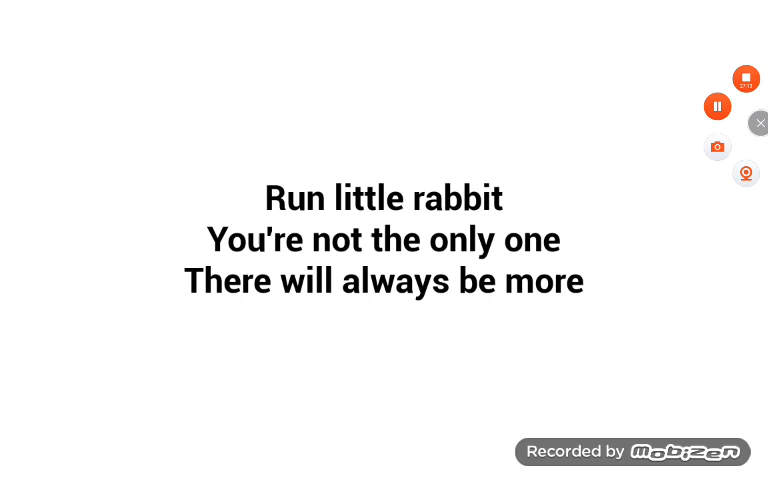 Run little rabbit
You're not the only one
There will always be more
Recorded by mobizen